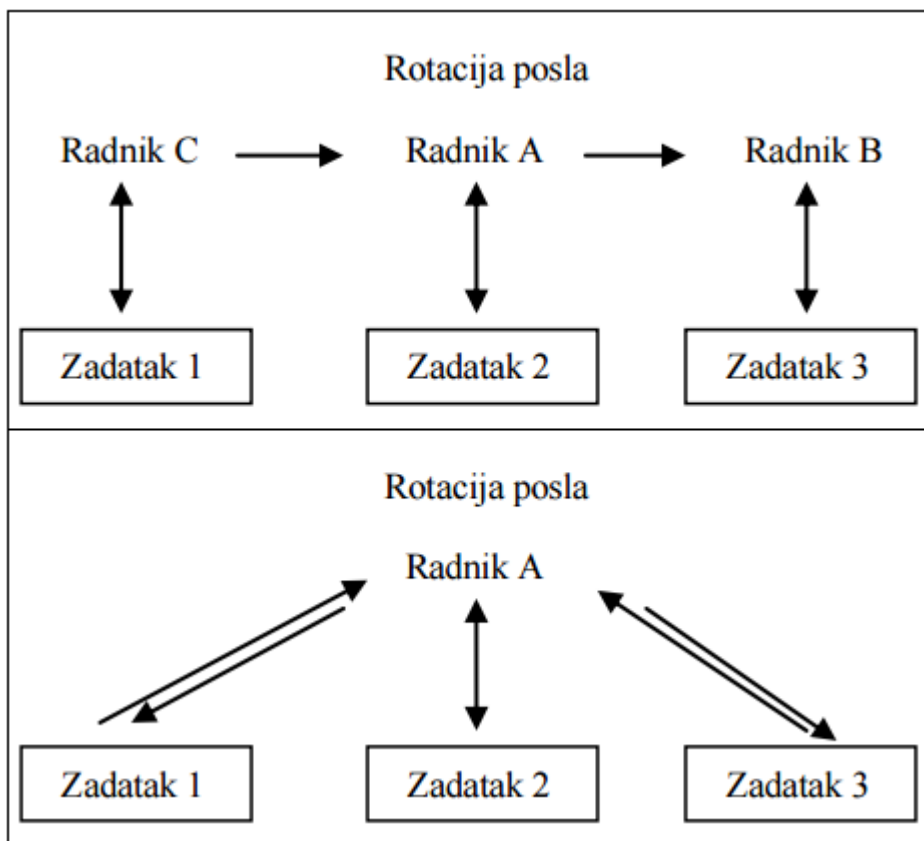 Rotacija posla
Radnik C Radnik A Radnik B
Zadatak 1 Zadatak 2 Zadatak 3
Rotacija posla
Radnik A
Zadatak 1 Zadatak 2 Zadatak 3